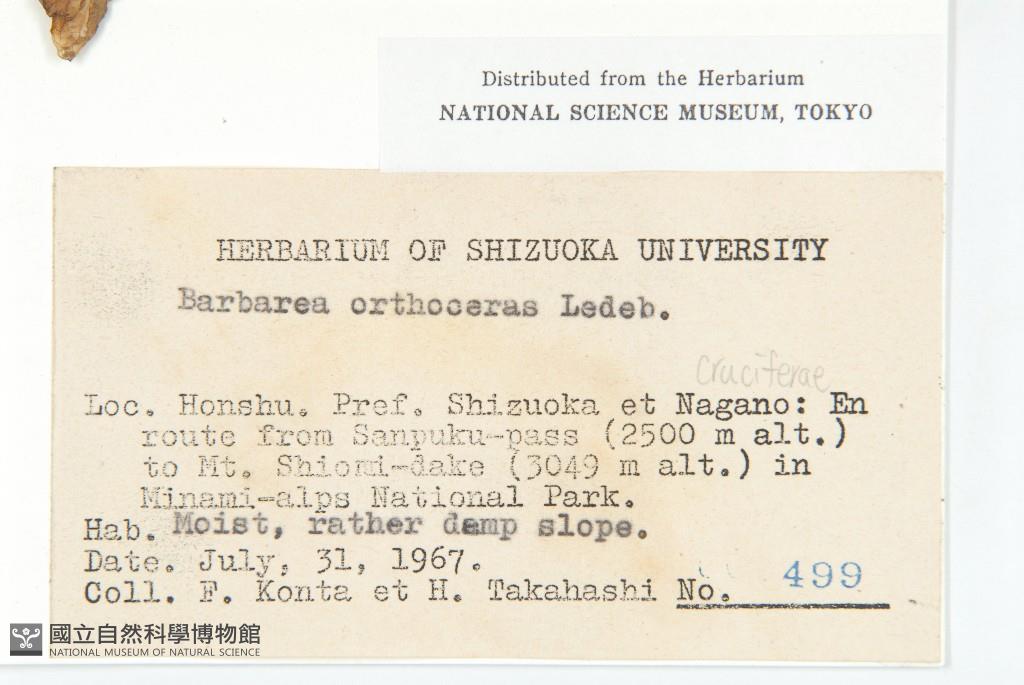 Distributed from the Herbarium
NATIONAL SCIENCE MUSEUM, TOKYO
HERBARIUM OF SHIZUOKA UNIVERSITY
Barbarea orthoceras Ledeb.
cruciferae
Loc. Honshu. Pref. Shizuoka et Nagano: En
route from Sanpuku-pass (2500 m alt.)
to Mt. Shiomi-dake (3049 m alt.) in
Minami-alps National Park.
Hab. Moist, rather damp slope.
Date. July, 31, 1967.
Coll. F. Konta et H. Takahashi No. 499
國立自然科學博物館
NATIONAL MUSEUM OF NATURAL SCIENCE